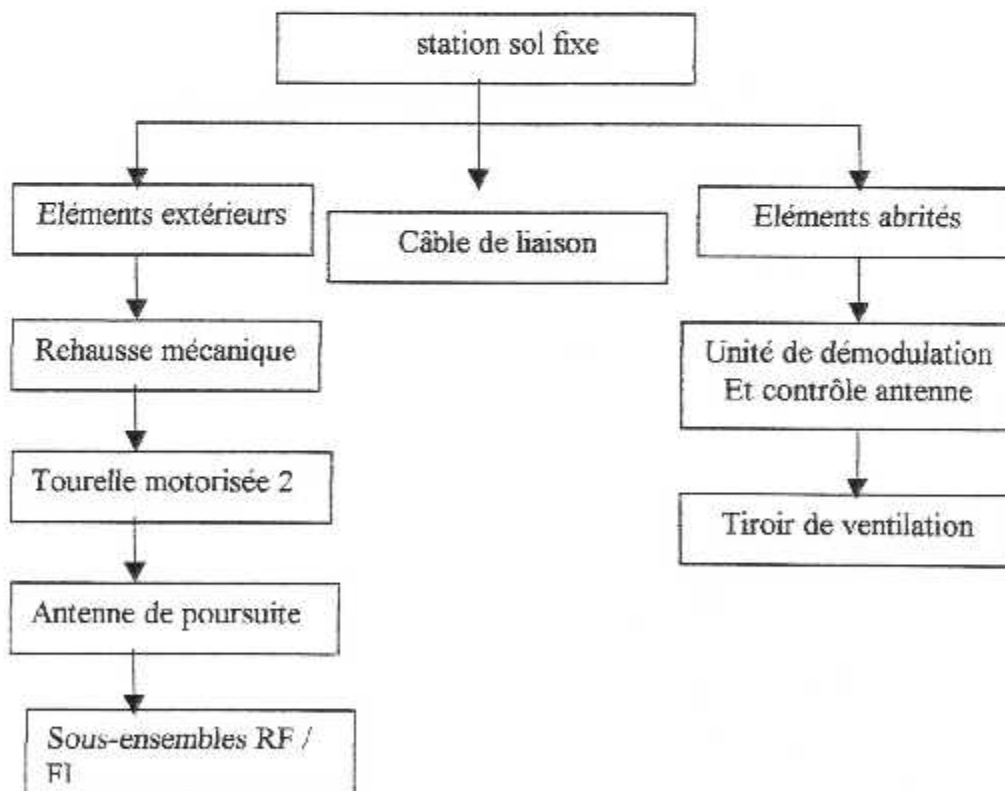 station sol fixe
Eléments extérieurs
Câble de liaison
Eléments abrités
Rehausse mécanique
Unité de démodulation
Et contrôle antenne
Tourelle motorisée 2
Tiroir de ventilation
Antenne de poursuite
Sous-ensembles RF /
FI